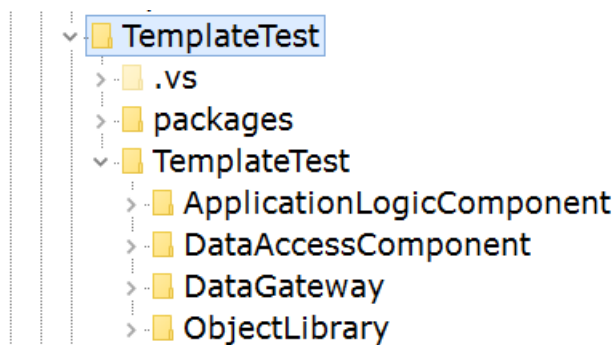 TemplateTest
.vs
packages
TemplateTest
ApplicationLogicComponent
DataAccessComponent
DataGateway
ObjectLibrary